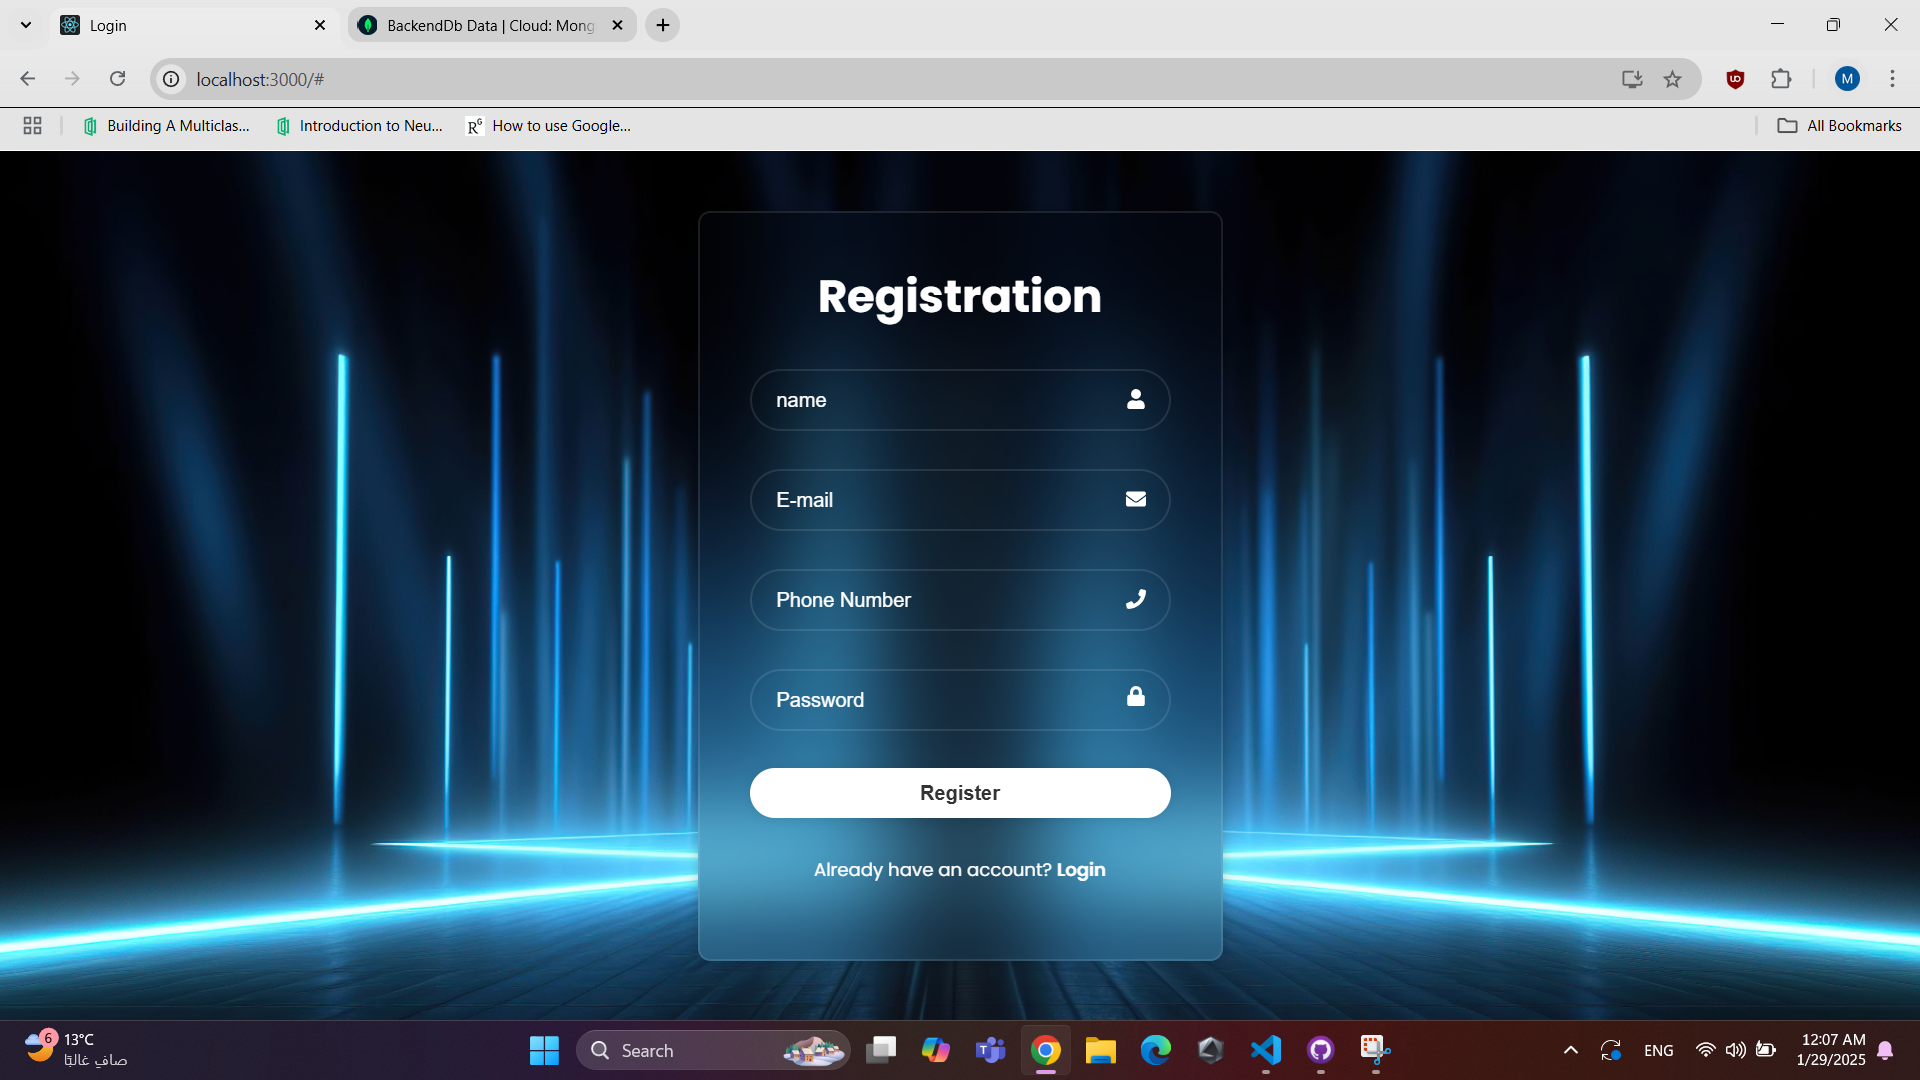 Login
BackendDb Data | Cloud: Mong
localhost:3000/#
M
Building A Multiclas...
Introduction to Neu...
How to use Google...
All Bookmarks
Registration
name
E-mail
Phone Number
Password
Register
Already have an account? Login
6
13°C
صافٍ غالبًا
Search
ENG
12:07 AM
1/29/2025